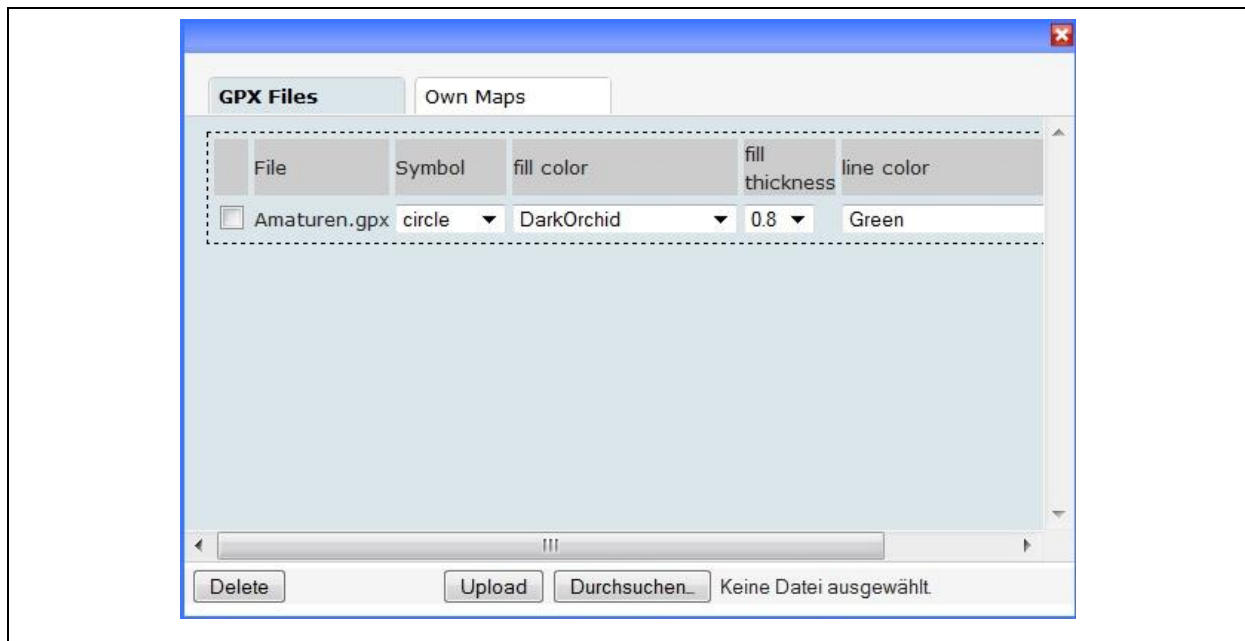 GPX Files Own Maps
File Symbol fill color fill thickness line color
Amaturen.gpx circle DarkOrchid 0.8 Green
Delete Upload Durchsuchen... Keine Datei ausgewählt.